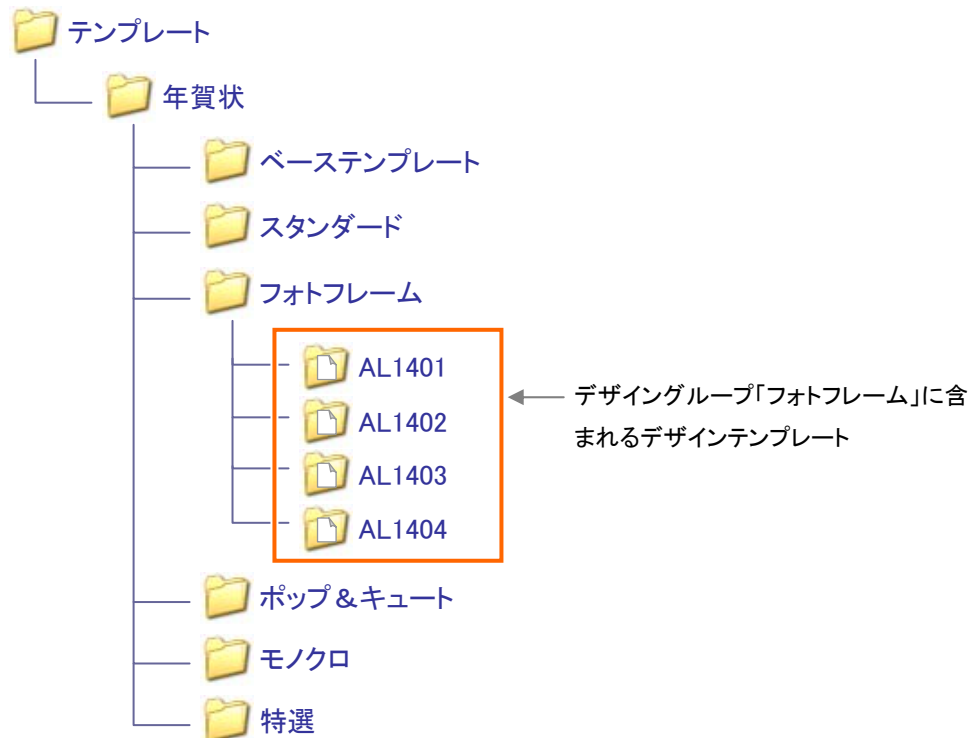 テンプレート
年賀状
ベーステンプレート
スタンダード
フォトフレーム
AL1401
AL1402
AL1403
AL1404
デザイングループ「フォトフレーム」に含
まれるデザインテンプレート
ポップ＆キュート
モノクロ
特選